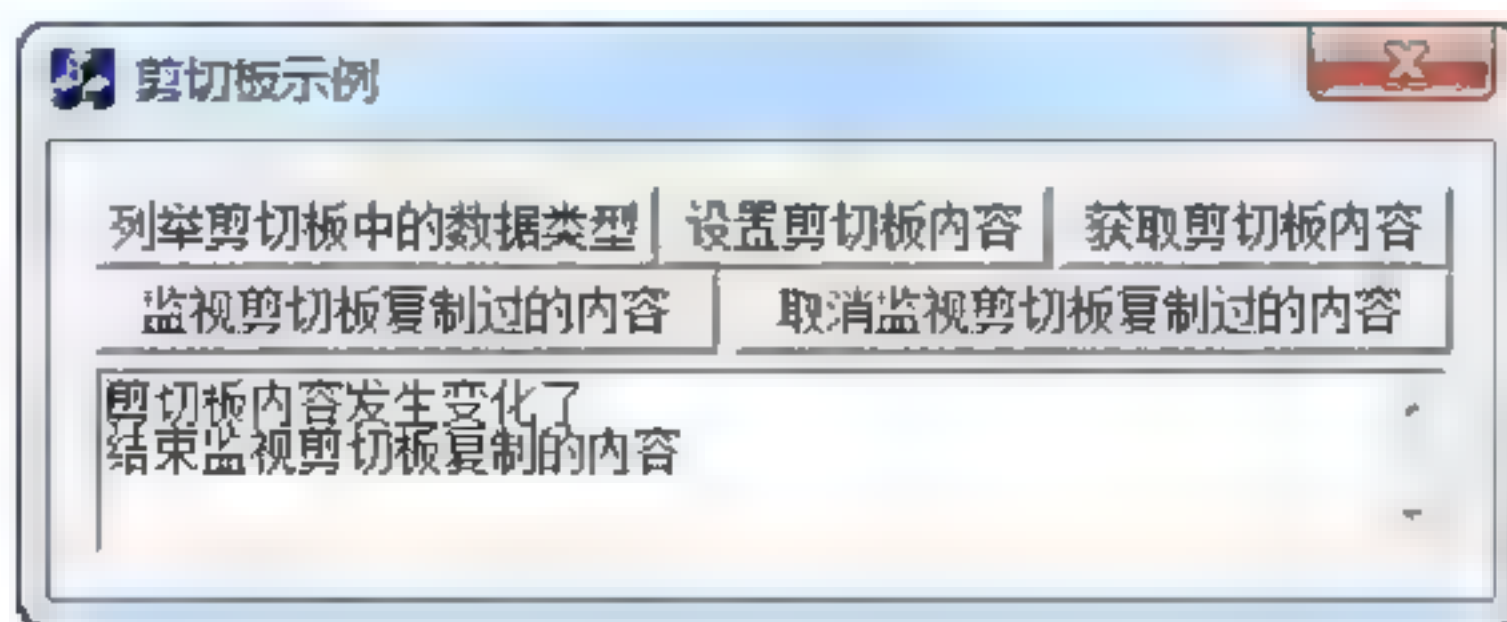 剪切板示例
列举剪切板中的数据类型 设置剪切板内容 获取剪切板内容
监视剪切板复制过的内容 取消监视剪切板复制过的内容
剪切板内容发生变化了
结束监视剪切板复制的内容